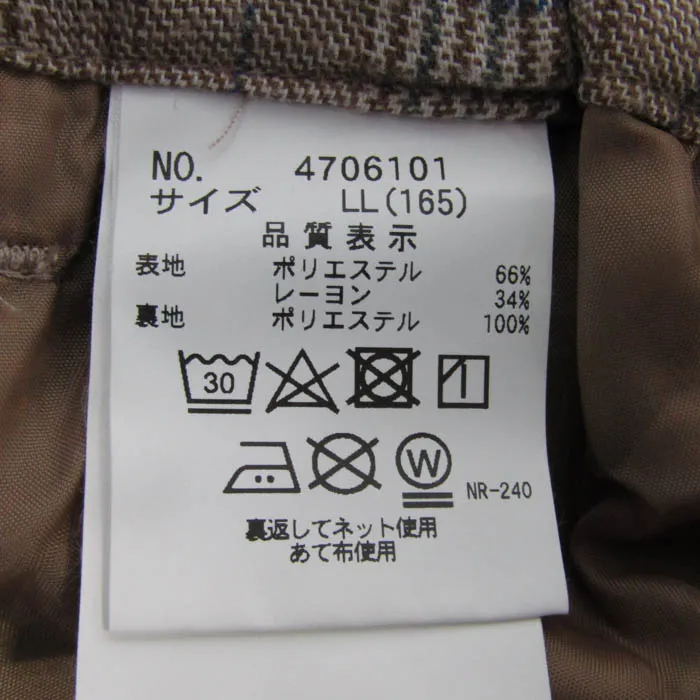 NO. 4706101
サイズ LL(165)
品質表示
表地 ポリエステル 66%
レーヨン 34%
裏地 ポリエステル 100%
30
W NR-240
裏返してネット使用
あて布使用